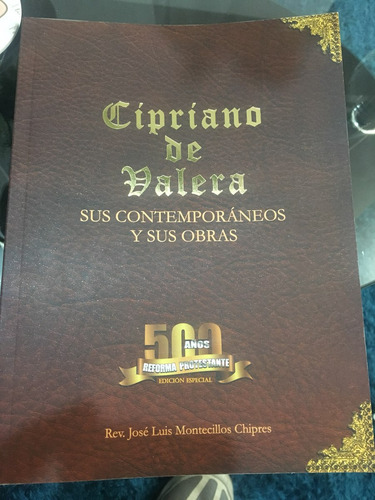 Cipriano
de
Valera
SUS CONTEMPORÁNEOS
Y SUS OBRAS
500
AÑOS
REFORMA PROTESTANTE
EDICIÓN ESPECIAL
Rev. José Luis Montecillos Chipres